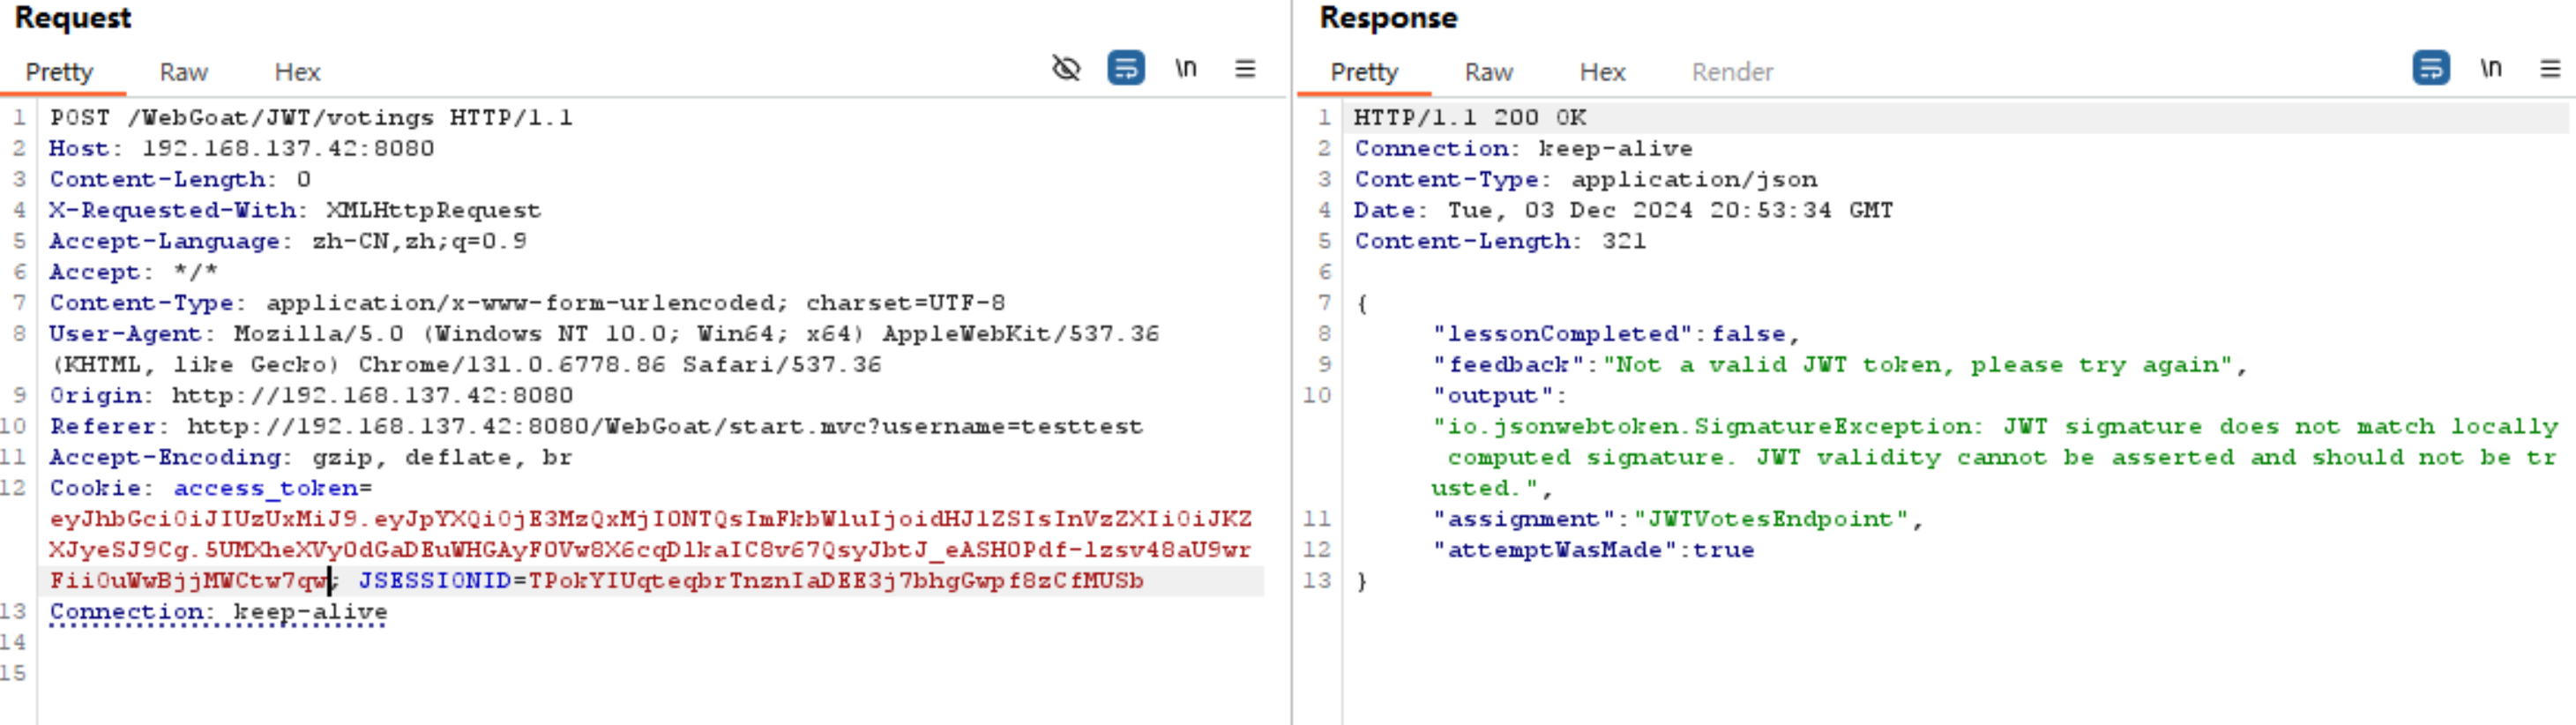 Request
Pretty Raw Hex \n
1 POST /WebGoat/JWT/votings HTTP/1.1
2 Host: 192.168.137.42:8080
3 Content-Length: 0
4 X-Requested-With: XMLHttpRequest
5 Accept-Language: zh-CN,zh;q=0.9
6 Accept: */*
7 Content-Type: application/x-www-form-urlencoded; charset=UTF-8
8 User-Agent: Mozilla/5.0 (Windows NT 10.0; Win64; x64) AppleWebKit/537.36
(KHTML, like Gecko) Chrome/131.0.6778.86 Safari/537.36
9 Origin: http://192.168.137.42:8080
10 Referer: http://192.168.137.42:8080/WebGoat/start.mvc?username=testtest
11 Accept-Encoding: gzip, deflate, br
12 Cookie: access_token=
eyJhbGciOiJIUzUxMiJ9.eyJpYXQiOjE3MzQxMjI0NTQsImFkbWluIjoidHJ1ZSIsInVzZXIiOiJKZ
XJyeSJ9Cg.5UMXheXVy0dGaDEuWHGAyF0Vw8X6cqDlkaIC8v67QsyJbtJ_eASH0Pdf-lzsv48aU9wr
Fii0uWwBjjMWCtw7qw; JSESSIONID=TPokYIUqteqbrTnznIaDEE3j7bhgGwpf8zCfMUSb
13 Connection: keep-alive
14
15
Response
Pretty Raw Hex Render \n
1 HTTP/1.1 200 OK
2 Connection: keep-alive
3 Content-Type: application/json
4 Date: Tue, 03 Dec 2024 20:53:34 GMT
5 Content-Length: 321
6
7 {
8 "lessonCompleted":false,
9 "feedback":"Not a valid JWT token, please try again",
10 "output":
"io.jsonwebtoken.SignatureException: JWT signature does not match locally
computed signature. JWT validity cannot be asserted and should not be tr
usted.",
11 "assignment":"JWTVotesEndpoint",
12 "attemptWasMade":true
13 }